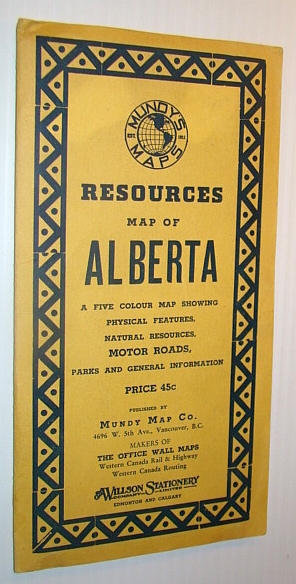 MUNDY'S
MAPS
RESOURCES
MAP OF
ALBERTA
A FIVE COLOUR MAP SHOWING
PHYSICAL FEATURES,
NATURAL RESOURCES,
MOTOR ROADS,
PARKS AND GENERAL INFORMATION
PRICE 45c
PUBLISHED BY
MUNDY MAP CO.
4696 W. 5th Ave., Vancouver, B.C.
MAKERS OF
THE OFFICE WALL MAPS
Western Canada Rail & Highway
Western Canada Routing
WILLSON STATIONERY
COMPANY LIMITED
EDMONTON AND CALGARY